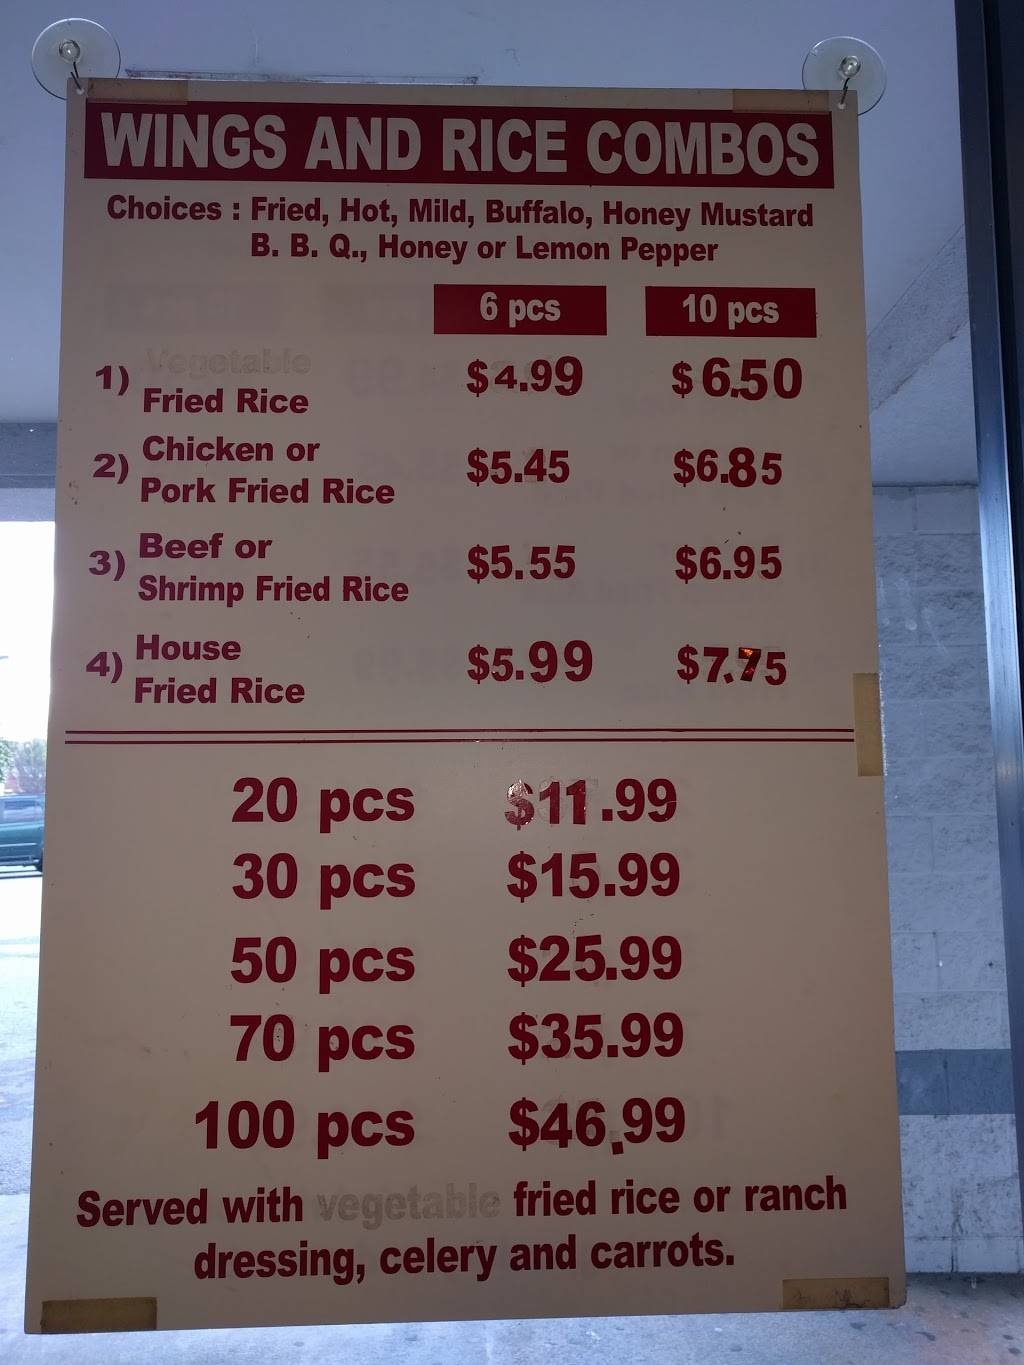 WINGS AND RICE COMBOS
Choices : Fried, Hot, Mild, Buffalo, Honey Mustard
B. B. Q., Honey or Lemon Pepper
6 pcs 10 pcs
1) Vegetable
Fried Rice $4.99 $6.50
2) Chicken or
Pork Fried Rice $5.45 $6.85
3) Beef or
Shrimp Fried Rice $5.55 $6.95
4) House
Fried Rice $5.99 $7.75
20 pcs $11.99
30 pcs $15.99
50 pcs $25.99
70 pcs $35.99
100 pcs $46.99
Served with vegetable fried rice or ranch
dressing, celery and carrots.